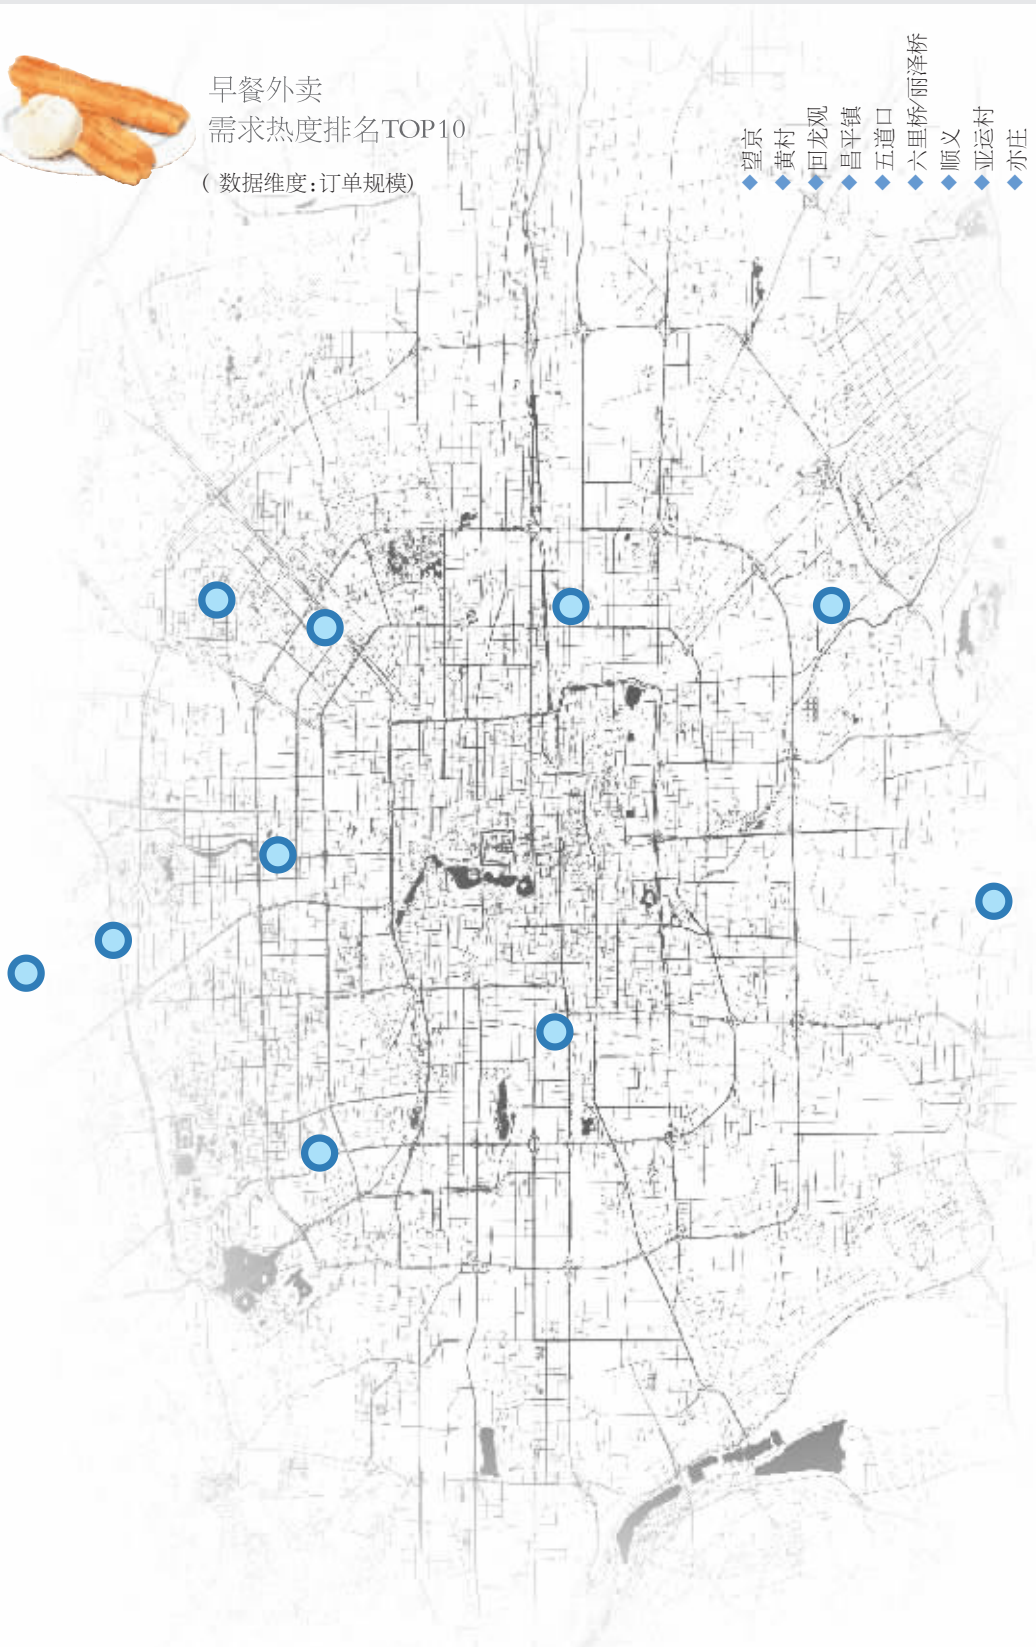 早餐外卖
需求热度排名TOP10
( 数据维度:订单规模)
望京
黄村
回龙观
昌平镇
五道口
六里桥/丽泽桥
顺义
亚运村
亦庄